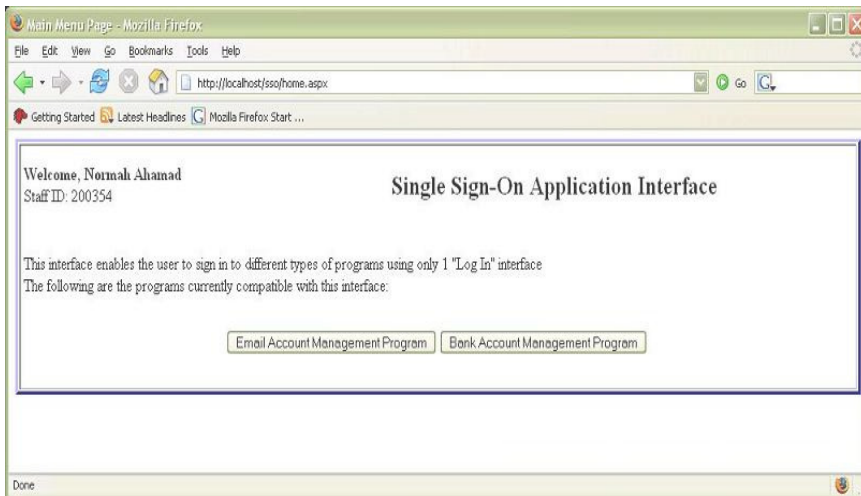 Main Menu Page - Mozilla Firefox
File Edit View Go Bookmarks Tools Help
http://localhost/sso/home.aspx
Go
G
Getting Started Latest Headlines G Mozilla Firefox Start ...
Welcome, Normah Ahamad
Staff ID: 200354
Single Sign-On Application Interface
This interface enables the user to sign in to different types of programs using only 1 "Log In" interface
The following are the programs currently compatible with this interface:
Email Account Management Program Bank Account Management Program
Done